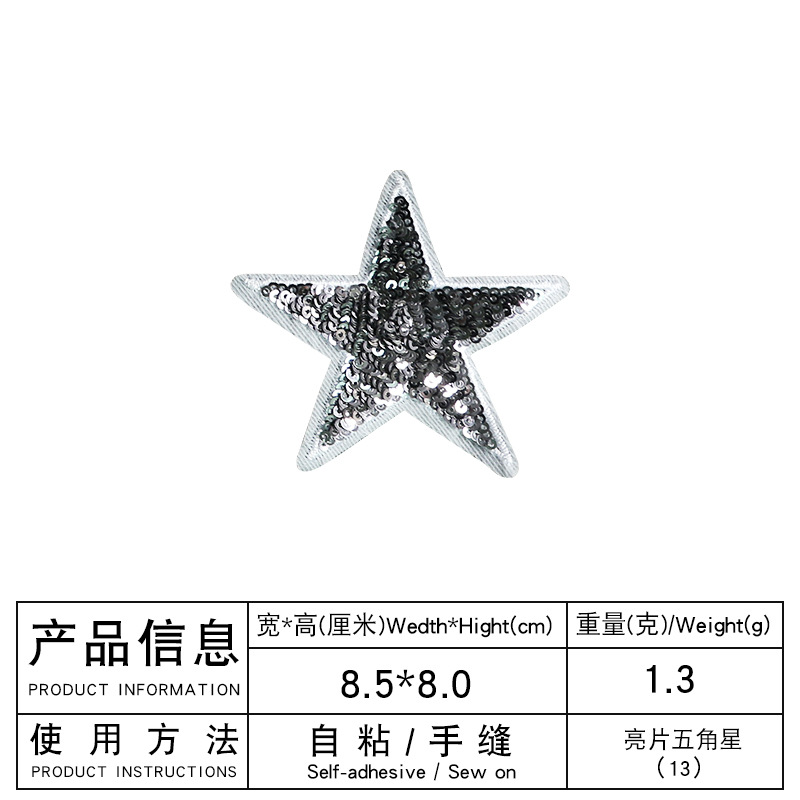 产品信息
PRODUCT INFORMATION
宽*高(厘米)Wedth*Hight(cm)
重量(克)/Weight(g)
8.5*8.0
1.3
使用方法
PRODUCT INSTRUCTIONS
自粘/手缝
Self-adhesive / Sew on
亮片五角星
(13)